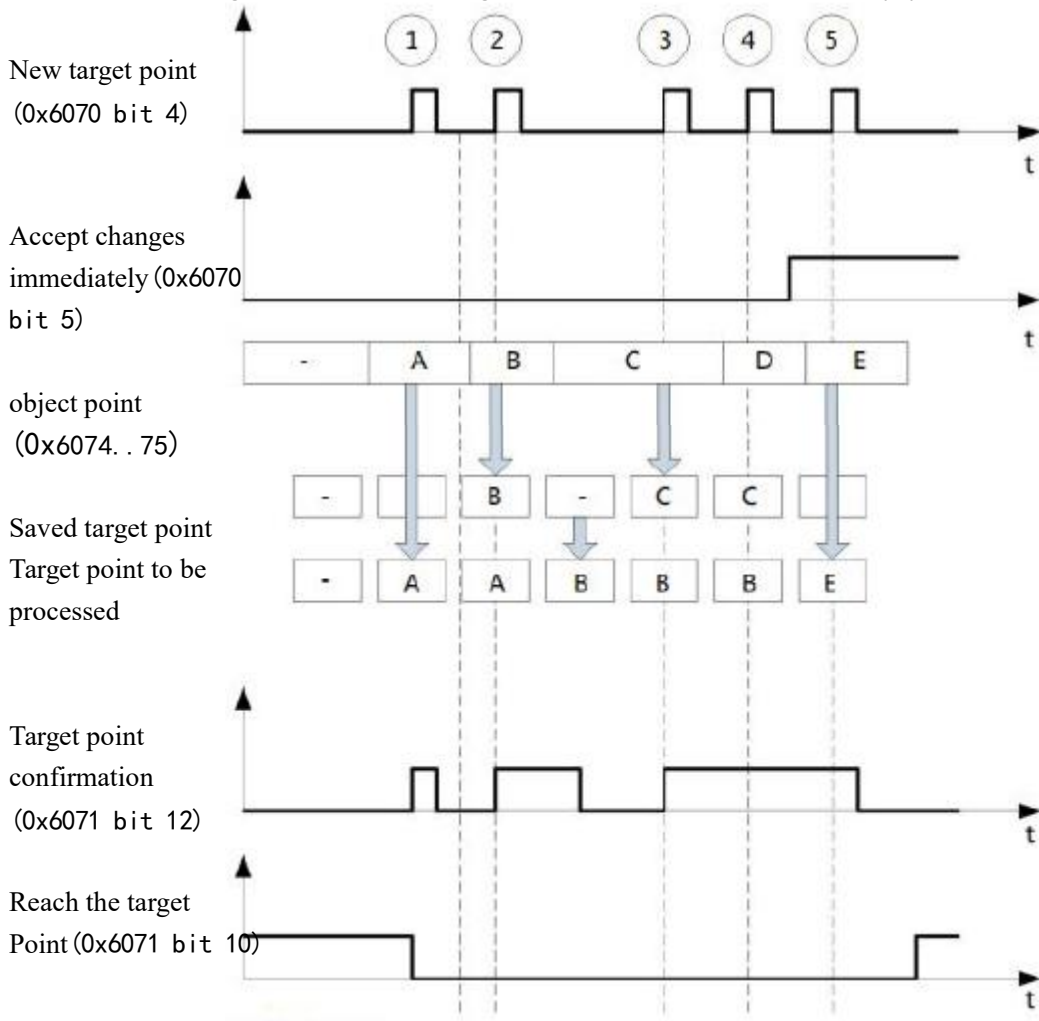 1 2 3 4 5
New target point
(0x6070 bit 4)
t
Accept changes
immediately(0x6070
bit 5)
t
- A B C D E
object point
(0x6074..75)
- B - C C
Saved target point
Target point to be
processed
- A A B B B E
Target point
confirmation
(0x6071 bit 12)
t
Reach the target
Point(0x6071 bit 10)
t